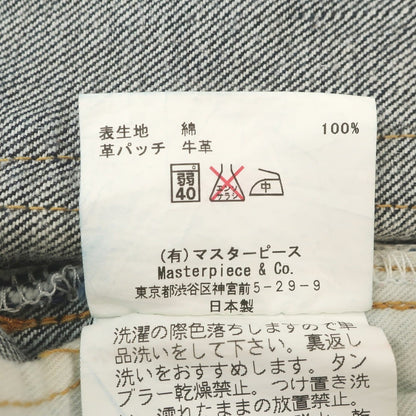 表生地 綿 100%
革パッチ 牛革
弱 40 エンソ サラシ 中
(有)マスターピース
Masterpiece & Co.
東京都渋谷区神宮前5-29-9
日本製
洗濯の際色落ちしますので単
品洗いをして下さい。裏返し
洗いをおすすめします。タン
ブラー乾燥禁止。つけ置き洗
い、濡れたままの放置禁止。